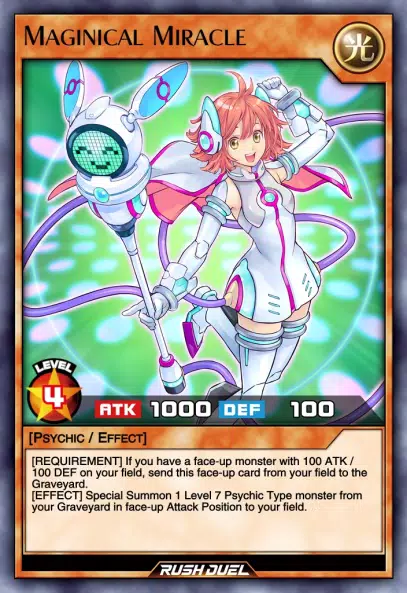 MAGINICAL MIRACLE
光
LEVEL
4
ATK 1000 DEF 100
[PSYCHIC / EFFECT]
[REQUIREMENT] If you have a face-up monster with 100 ATK /
100 DEF on your field, send this face-up card from your field to the
Graveyard.
[EFFECT] Special Summon 1 Level 7 Psychic Type monster from
your Graveyard in face-up Attack Position to your field.
RUSH DUEL